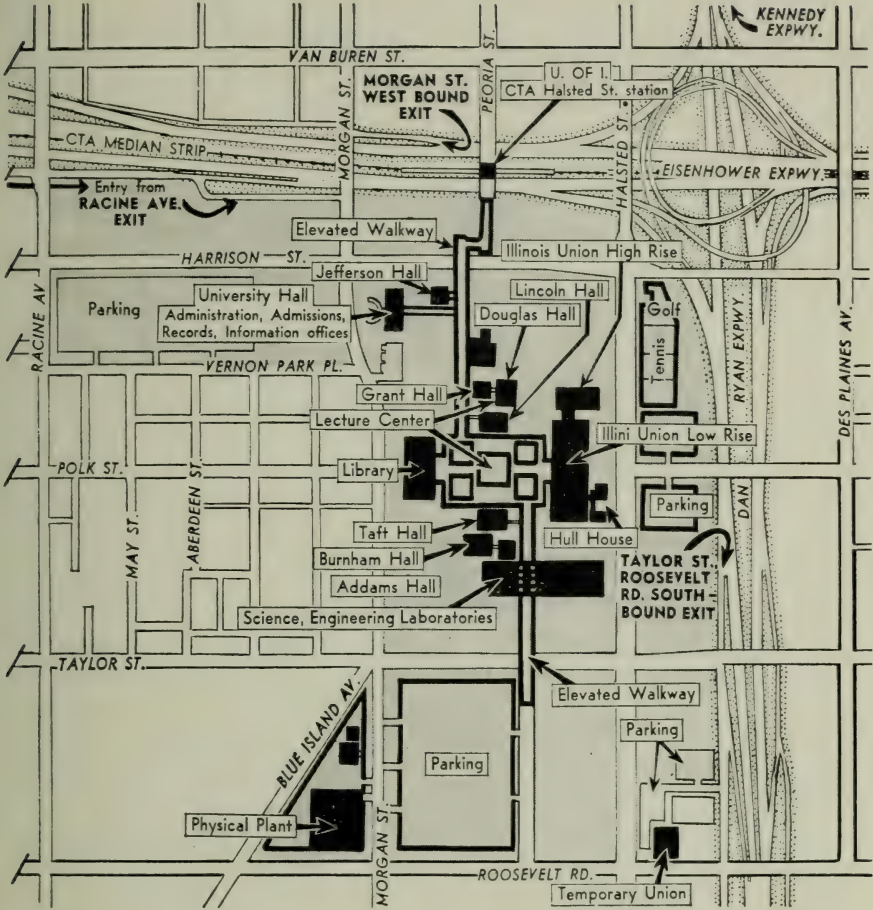 KENNEDY
EXPWY.
VAN BUREN ST.
MORGAN ST.
PEORIA ST.
MORGAN ST.
WEST BOUND
EXIT
U. OF I.
CTA Halsted St. station
HALSTED ST.
CTA MEDIAN STRIP
EISENHOWER EXPWY.
Entry from
RACINE AVE.
EXIT
Elevated Walkway
Illinois Union High Rise
HARRISON ST.
Jefferson Hall
Lincoln Hall
RACINE AV
Parking
University Hall
Administration, Admissions,
Records, Information offices
Douglas Hall
Golf
Tennis
RYAN EXPWY.
DES PLAINES AV.
VERNON PARK PL.
Grant Hall
Lecture Center
Illini Union Low Rise
POLK ST.
ABERDEEN ST.
Library
Parking
DAN
MAY ST.
Taft Hall
Hull House
Burnham Hall
TAYLOR ST.
ROOSEVELT
RD. SOUTH-
BOUND EXIT
Addams Hall
Science, Engineering Laboratories
TAYLOR ST.
Elevated Walkway
BLUE ISLAND AV.
Parking
Parking
Physical Plant
MORGAN ST.
ROOSEVELT RD.
Temporary Union